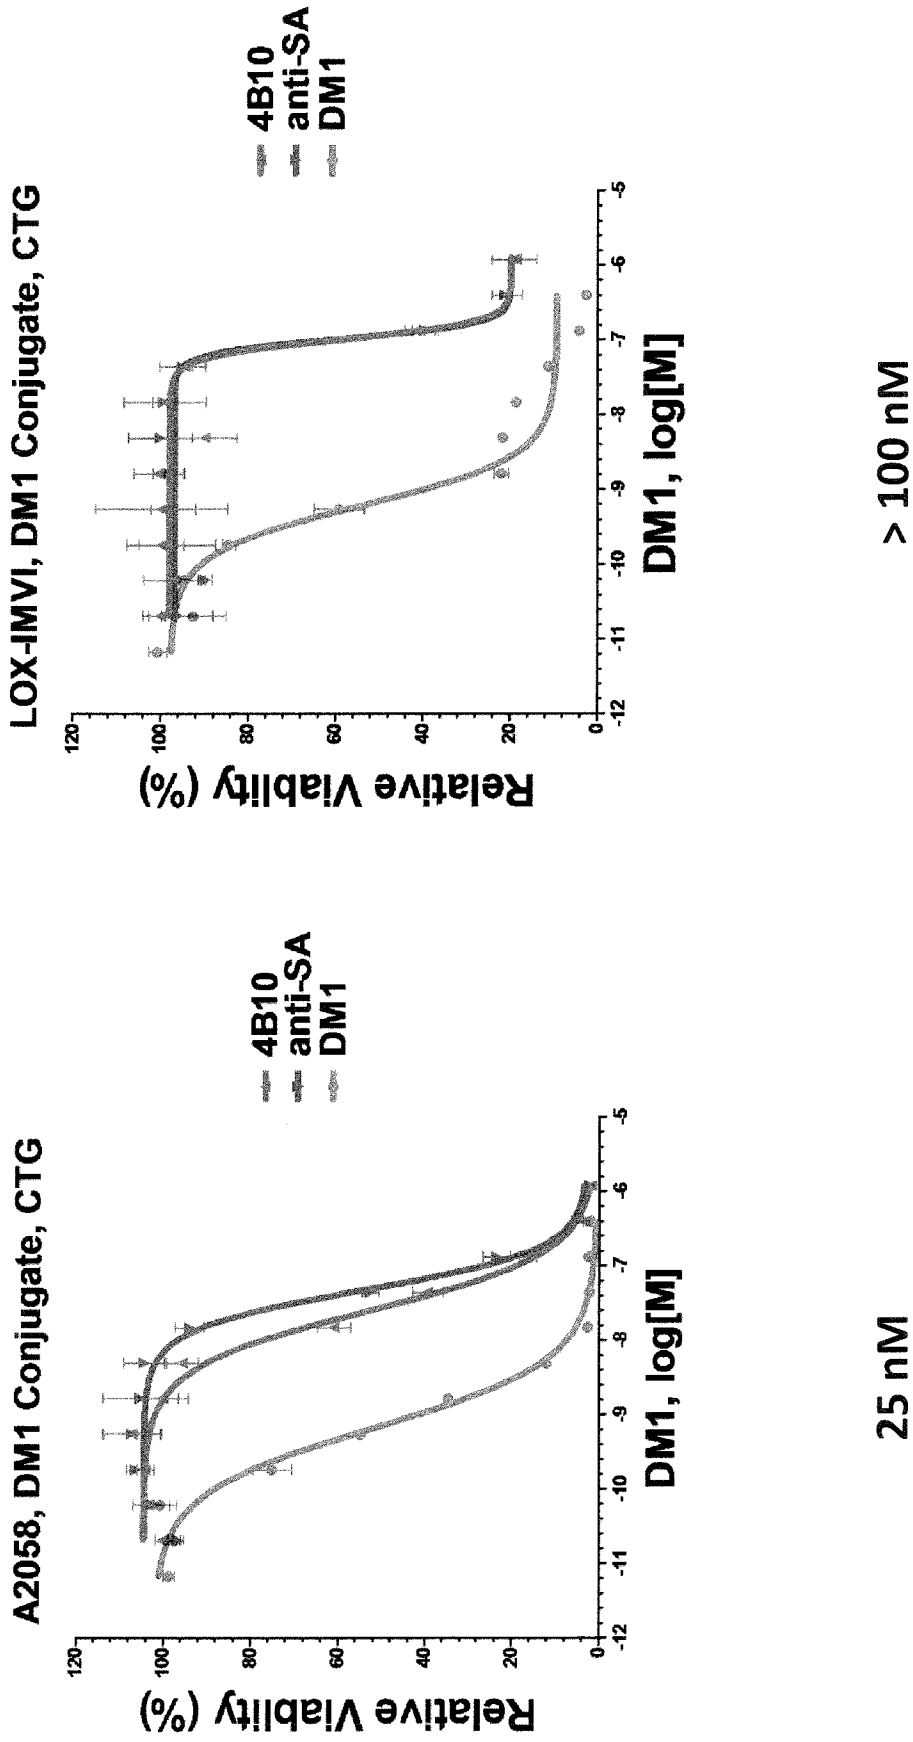 A2058, DM1 Conjugate, CTG
Relative Viablity (%)
120
100
80
60
40
20
0
-12
-11
-10
-9
-8
-7
-6
-5
DM1, log[M]
4B10
anti-SA
DM1
25 nM
LOX-IMVI, DM1 Conjugate, CTG
Relative Viablity (%)
120
100
80
60
40
20
0
-12
-11
-10
-9
-8
-7
-6
-5
DM1, log[M]
4B10
anti-SA
DM1
> 100 nM